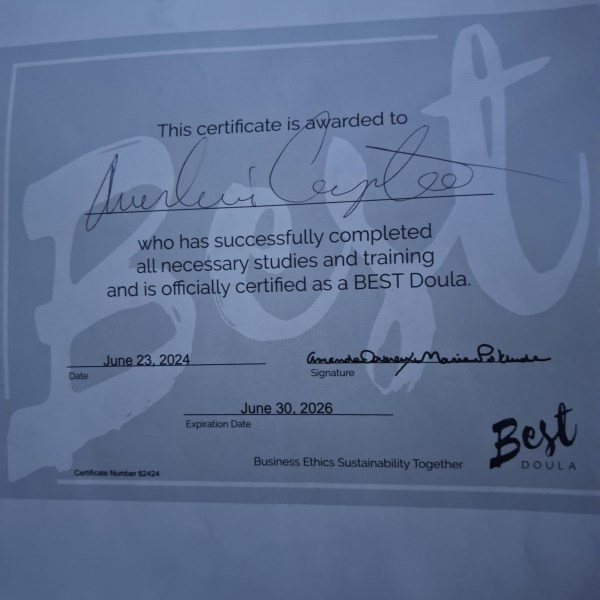 This certificate is awarded to
who has successfully completed
all necessary studies and training
and is officially certified as a BEST Doula.
June 23, 2024
Date
Signature
June 30, 2026
Expiration Date
Certificate Number 62424
Business Ethics Sustainability Together
Best
DOULA
Best